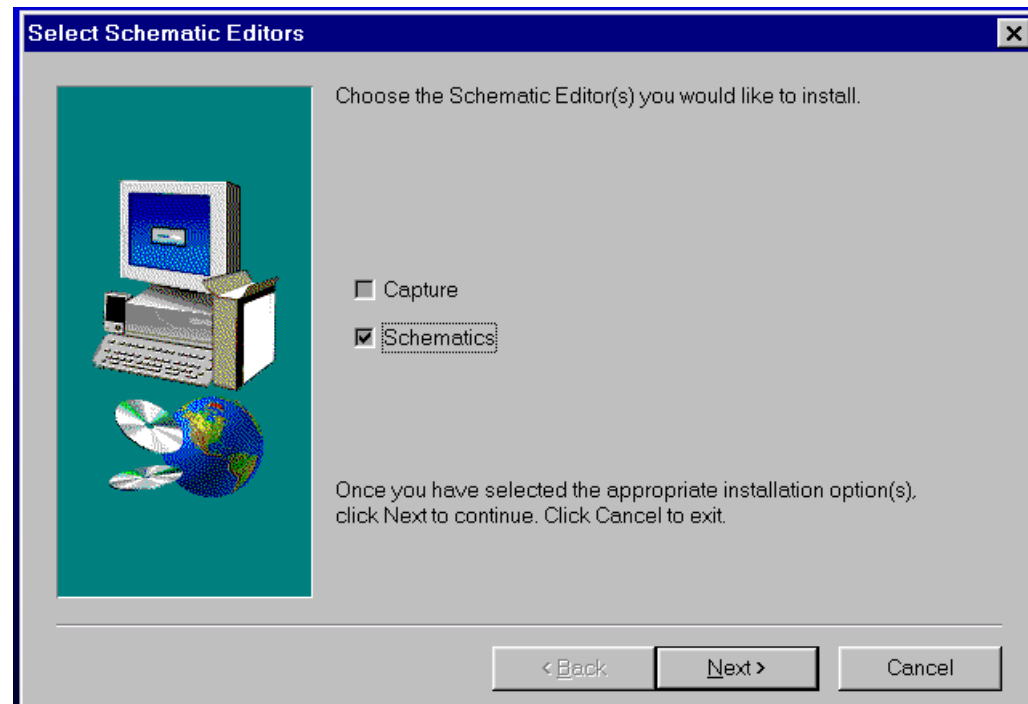 Select Schematic Editors
Choose the Schematic Editor(s) you would like to install.
Capture
Schematics
Once you have selected the appropriate installation option(s),
click Next to continue. Click Cancel to exit.
< Back
Next >
Cancel